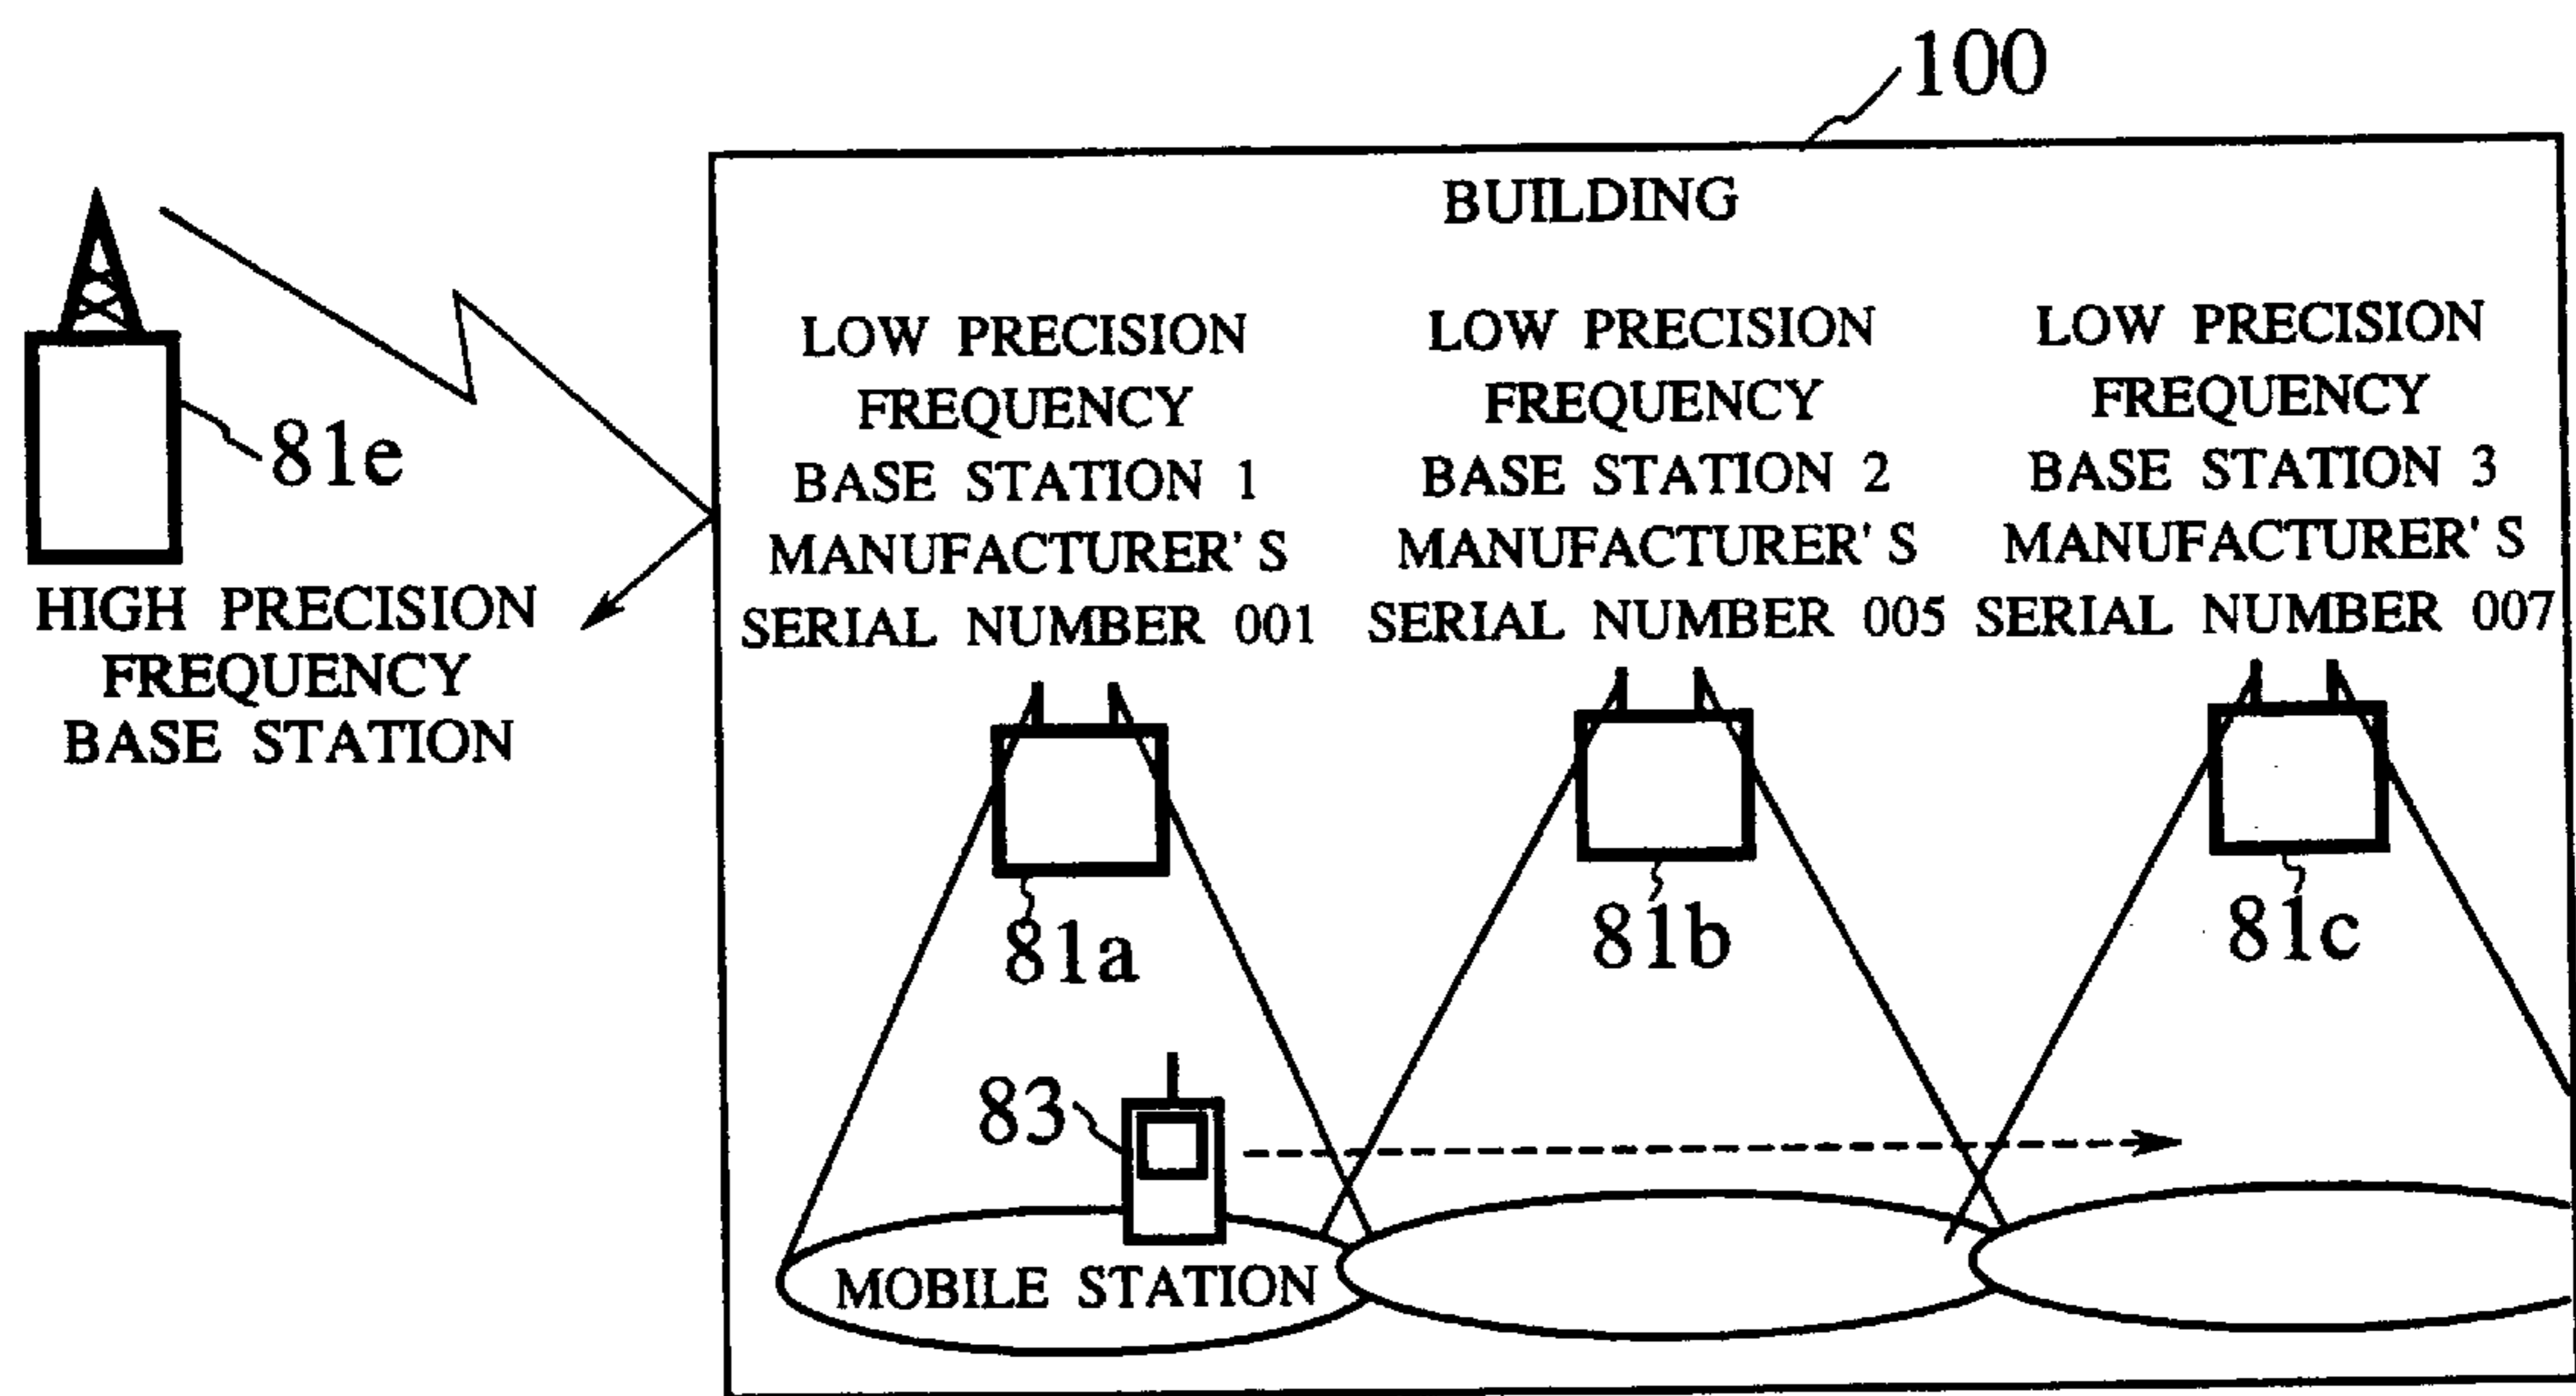 100
BUILDING
81e
HIGH PRECISION
FREQUENCY
BASE STATION
LOW PRECISION
FREQUENCY
BASE STATION 1
MANUFACTURER'S
SERIAL NUMBER 001
81a
LOW PRECISION
FREQUENCY
BASE STATION 2
MANUFACTURER'S
SERIAL NUMBER 005
81b
LOW PRECISION
FREQUENCY
BASE STATION 3
MANUFACTURER'S
SERIAL NUMBER 007
81c
83
MOBILE STATION